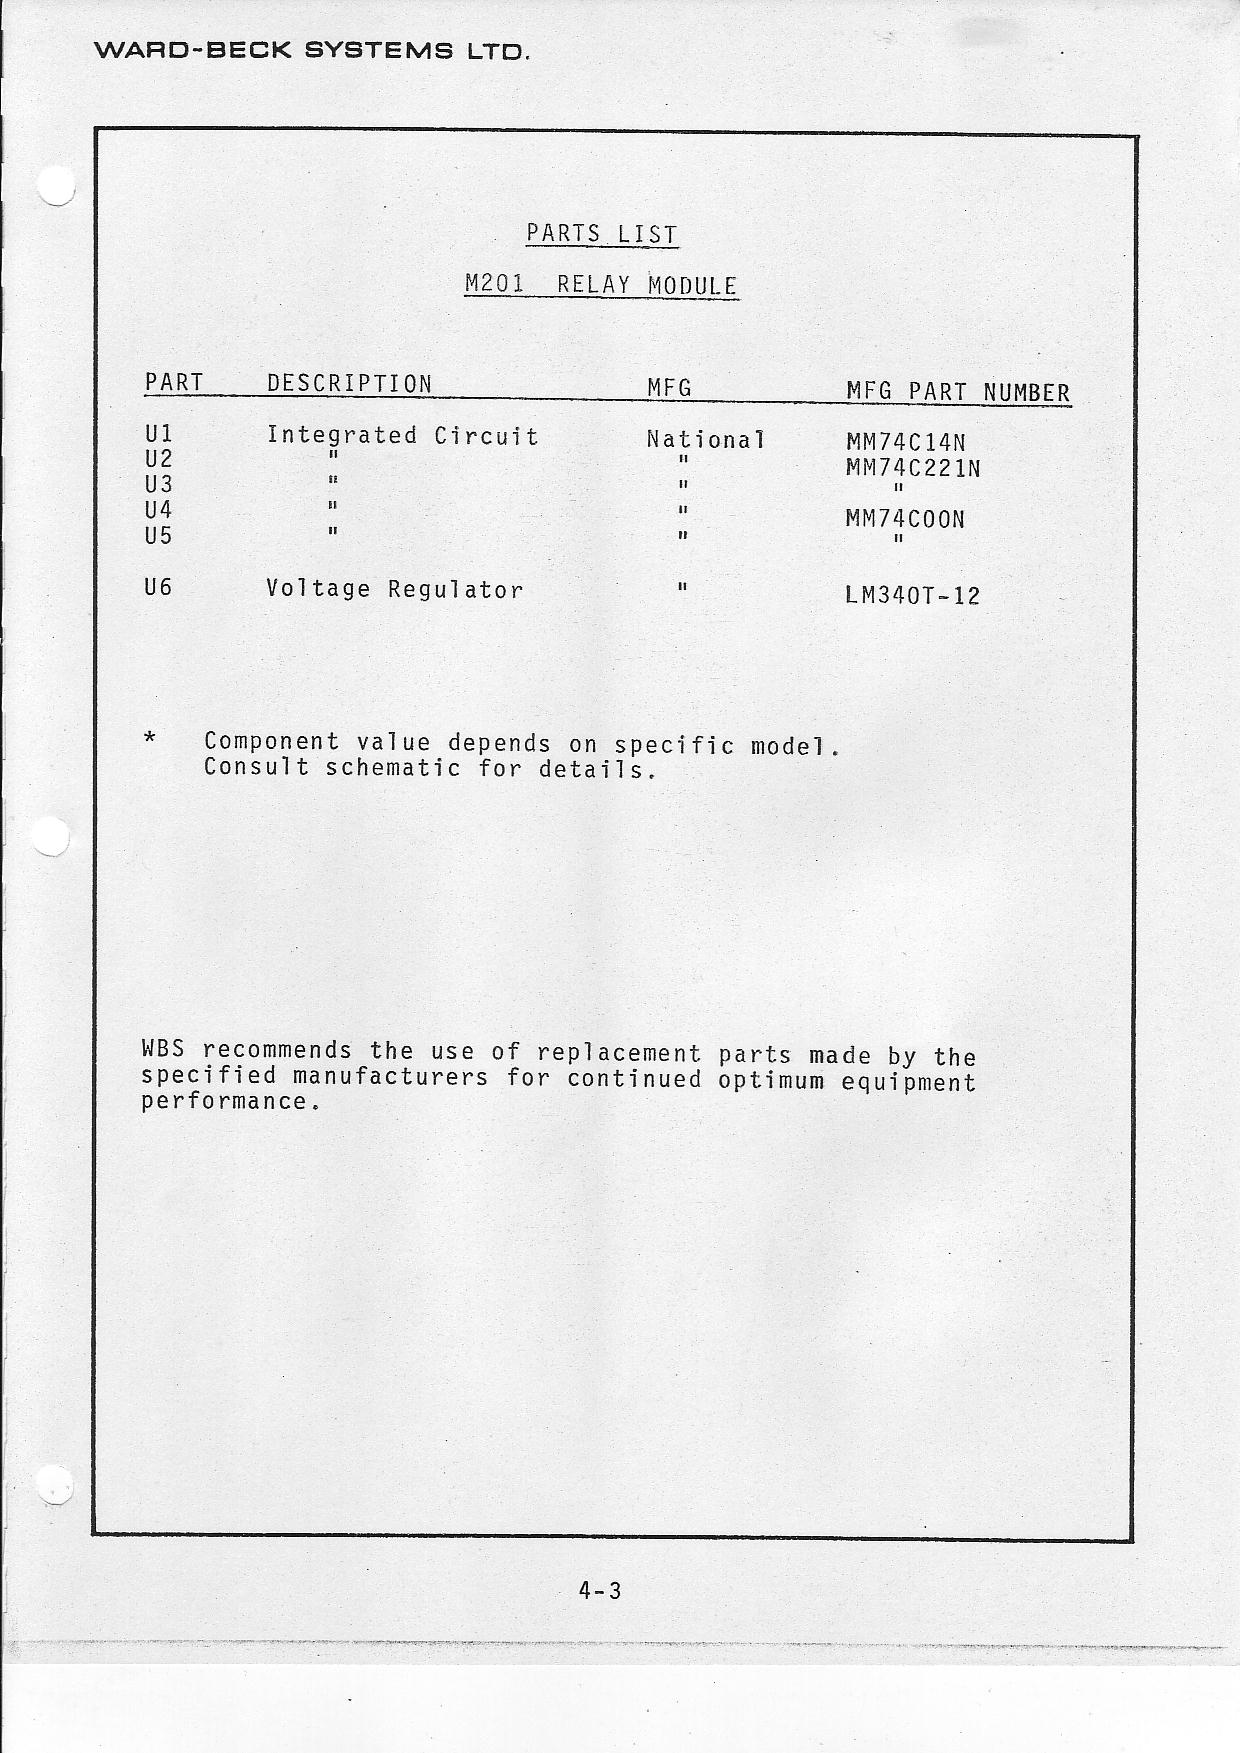 WARD-BECK SYSTEMS LTD.
PARTS LIST
M201 RELAY MODULE
PART DESCRIPTION MFG MFG PART NUMBER
U1 Integrated Circuit National MM74C14N
U2 " " MM74C221N
U3 " " "
U4 " " MM74C00N
U5 " " "
U6 Voltage Regulator " LM340T-12
* Component value depends on specific model.
Consult schematic for details.
WBS recommends the use of replacement parts made by the
specified manufacturers for continued optimum equipment
performance.
4-3